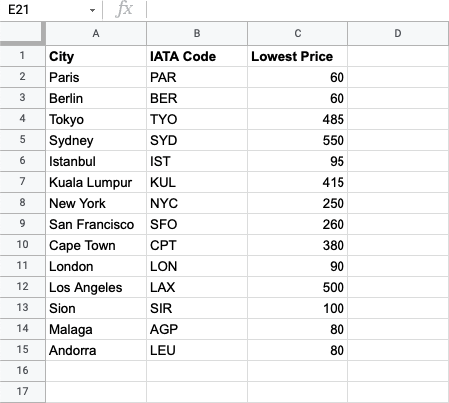 E21 fx
A B C D
1 City IATA Code Lowest Price
2 Paris PAR 60
3 Berlin BER 60
4 Tokyo TYO 485
5 Sydney SYD 550
6 Istanbul IST 95
7 Kuala Lumpur KUL 415
8 New York NYC 250
9 San Francisco SFO 260
10 Cape Town CPT 380
11 London LON 90
12 Los Angeles LAX 500
13 Sion SIR 100
14 Malaga AGP 80
15 Andorra LEU 80
16
17